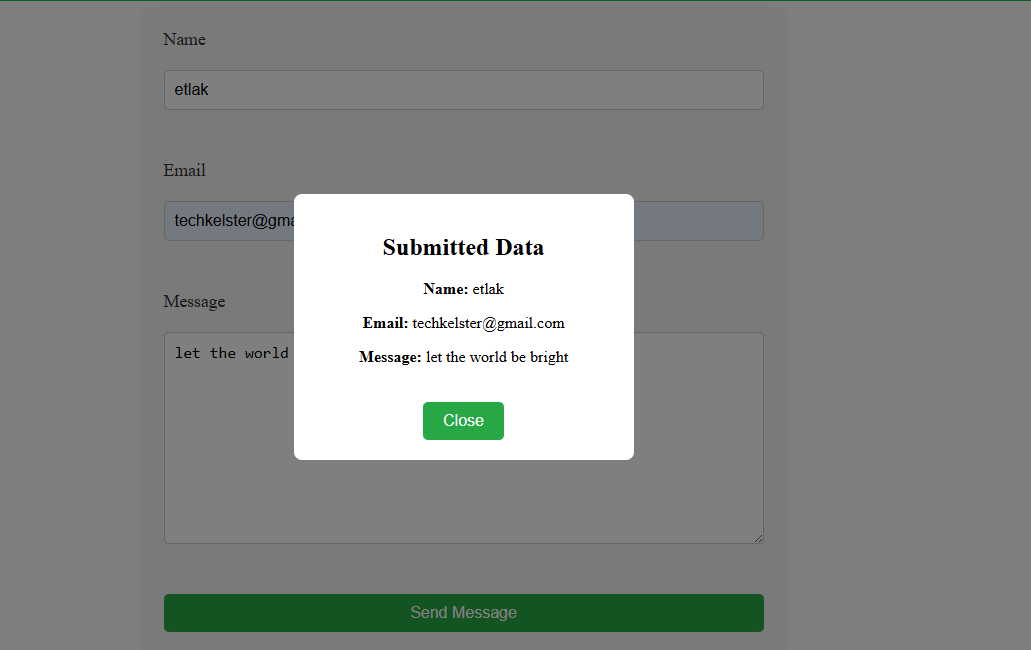 Name
etlak
Email
techkelster@gma
Submitted Data
Name: etlak
Email: techkelster@gmail.com
Message: let the world be bright
Close
Message
let the world
Send Message